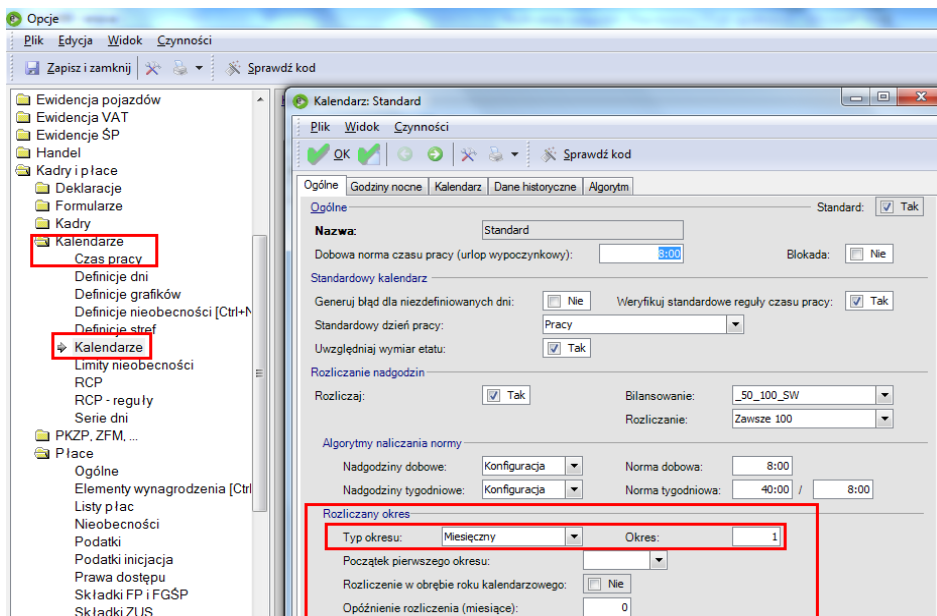 Opcje
Plik Edycja Widok Czynności
Zapisz i zamknij Sprawdź kod
Ewidencja pojazdów
Ewidencja VAT
Ewidencje ŚP
Handel
Kadry i płace
Deklaracje
Formularze
Kadry
Kalendarze
Czas pracy
Definicje dni
Definicje grafików
Definicje nieobecności [Ctrl+N
Definicje stref
Kalendarze
Limity nieobecności
RCP
RCP - reguły
Serie dni
PKZP, ZFM, ...
Płace
Ogólne
Elementy wynagrodzenia [Ctrl
Listy płac
Nieobecności
Podatki
Podatki inicjacja
Prawa dostępu
Składki FP i FGŚP
Składki ZUS
Kalendarz: Standard
Plik Widok Czynności
OK Sprawdź kod
Ogólne Godziny nocne Kalendarz Dane historyczne Algorytm
Ogólne Standard: Tak
Nazwa: Standard
Dobowa norma czasu pracy (urlop wypoczynkowy): 8:00 Blokada: Nie
Standardowy kalendarz
Generuj błąd dla niezdefiniowanych dni: Nie Weryfikuj standardowe reguły czasu pracy: Tak
Standardowy dzień pracy: Pracy
Uwzględniaj wymiar etatu: Tak
Rozliczanie nadgodzin
Rozliczaj: Tak Bilansowanie: _50_100_SW
Rozliczanie: Zawsze 100
Algorytmy naliczania normy
Nadgodziny dobowe: Konfiguracja Norma dobowa: 8:00
Nadgodziny tygodniowe: Konfiguracja Norma tygodniowa: 40:00 / 8:00
Rozliczany okres
Typ okresu: Miesięczny Okres: 1
Początek pierwszego okresu:
Rozliczenie w obrębie roku kalendarzowego: Nie
Opóźnienie rozliczenia (miesiące): 0